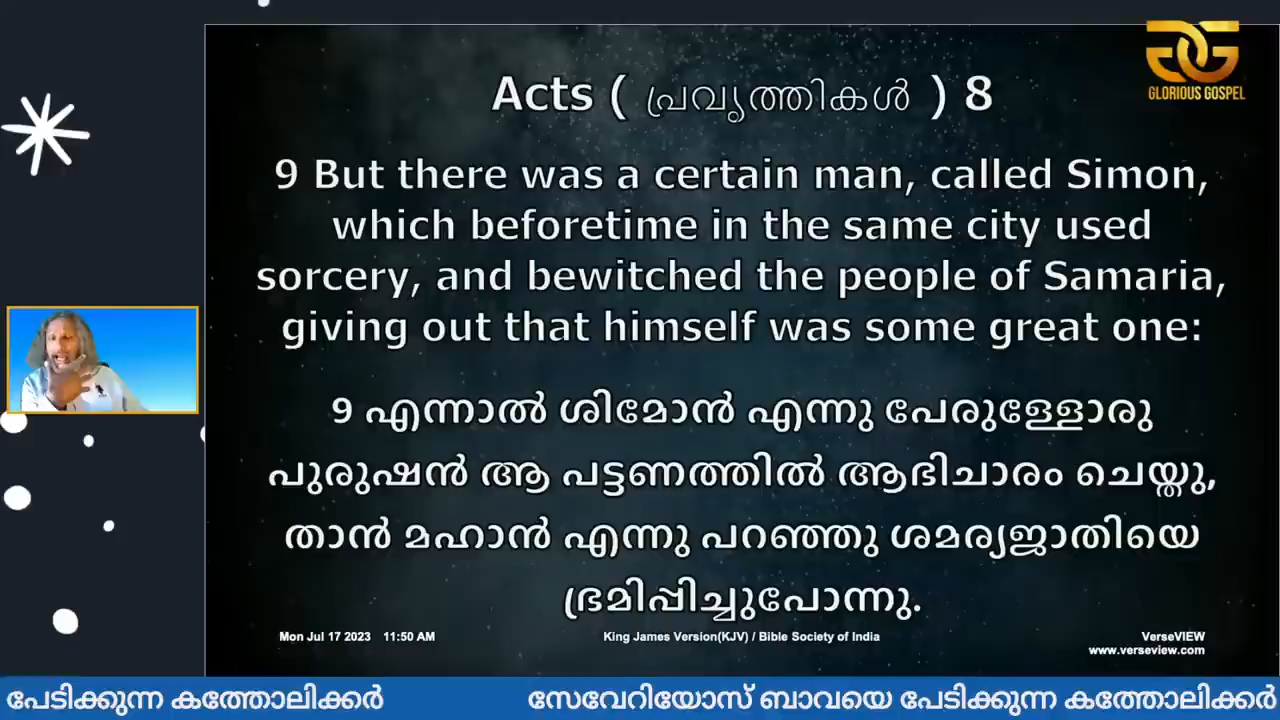 GLORIOUS GOSPEL
Acts ( പ്രവൃത്തികൾ ) 8
9 But there was a certain man, called Simon,
which beforetime in the same city used
sorcery, and bewitched the people of Samaria,
giving out that himself was some great one:
9 എന്നാൽ ശിമോൻ എന്നു പേരുള്ളോരു
പുരുഷൻ ആ പട്ടണത്തിൽ ആഭിചാരം ചെയ്തു,
താൻ മഹാൻ എന്നു പറഞ്ഞു ശമര്യജാതിയെ
ഭ്രമിപ്പിച്ചുപോന്നു.
Mon Jul 17 2023 11:50 AM King James Version(KJV) / Bible Society of India VerseVIEW
www.verseview.com
പേടിക്കുന്ന കത്തോലിക്കർ സേവേറിയോസ് ബാവയെ പേടിക്കുന്ന കത്തോലിക്കർ